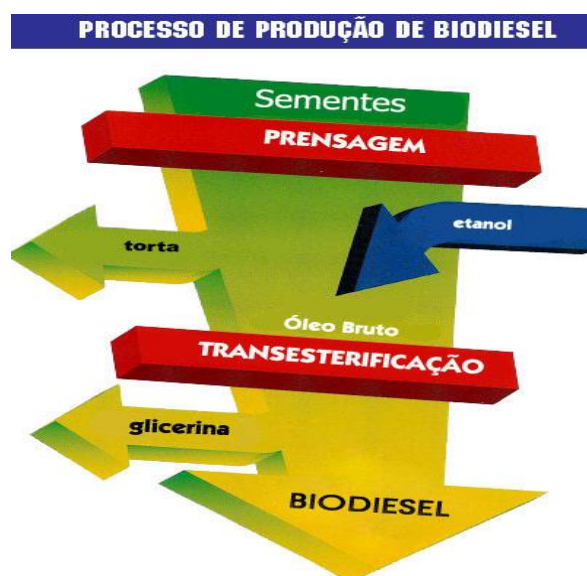 PROCESSO DE PRODUÇÃO DE BIODIESEL
Sementes
PRENSAGEM
etanol
torta
Óleo Bruto
TRANSESTERIFICAÇÃO
glicerina
BIODIESEL